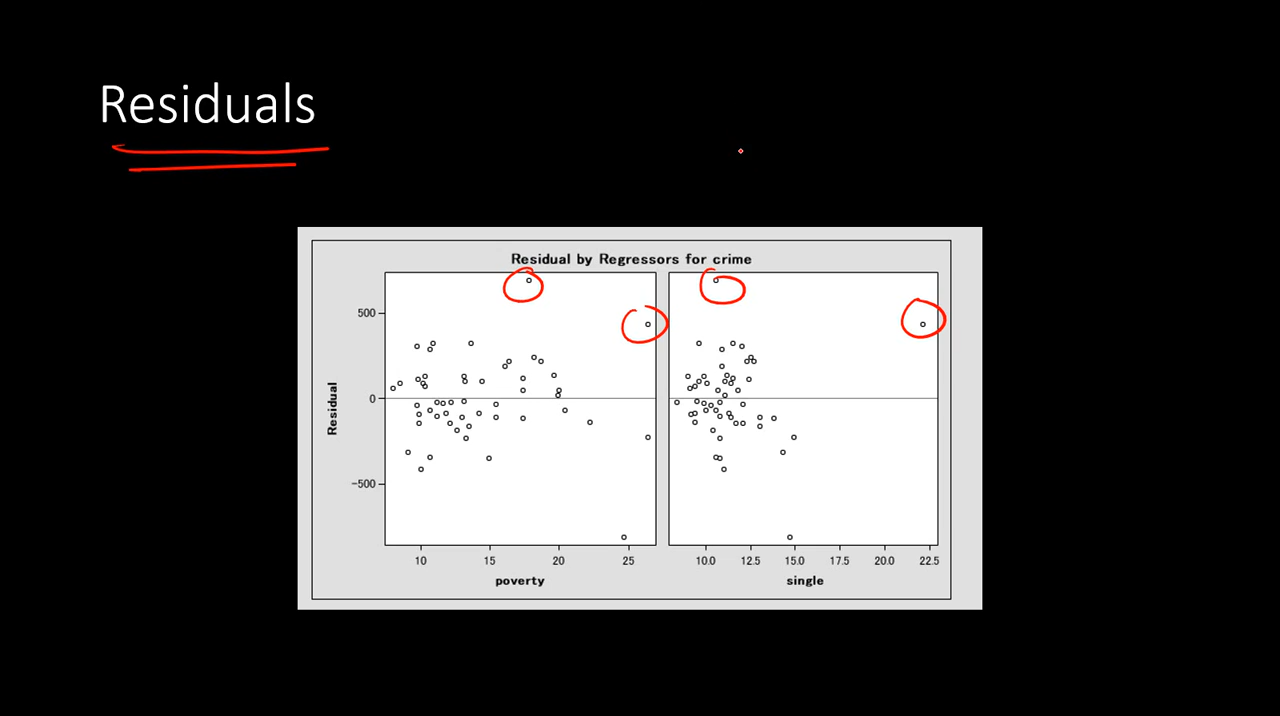 Residuals
Residual by Regressors for crime
Residual
500
0
−500
10 15 20 25
10.0 12.5 15.0 17.5 20.0 22.5
poverty
single